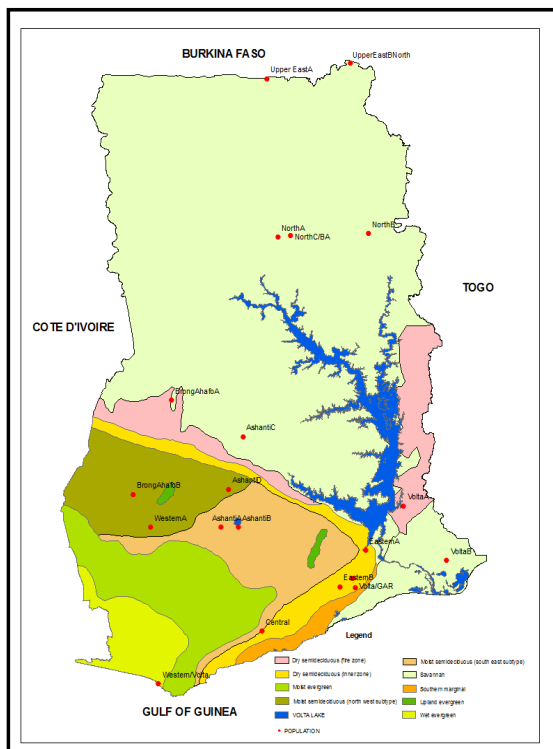 BURKINA FASO
UpperEastBNorth
Upper EastA
NorthA
NorthC/BA
NorthB
TOGO
COTE D'IVOIRE
BrongAhafoA
AshantiC
BrongAhafoB
AshantiD
VoltaA
WesternA
AshantiA
AshantiB
EasternA
VoltaB
EasternB
Volta/GAR
Central
Western/Volta
GULF OF GUINEA
Legend
Dry semideciduous (fire zone)
Dry semideciduous (inner zone)
Moist evergreen
Moist semideciduous (north west subtype)
VOLTA LAKE
POPULATION
Moist semideciduous (south east subtype)
Savannah
Southern marginal
Upland evergreen
Wet evergreen